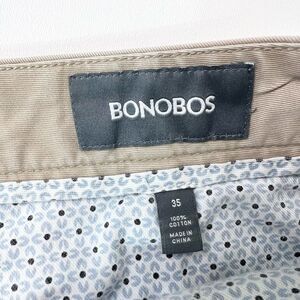 BONOBOS
35
100%
COTTON
MADE IN
CHINA